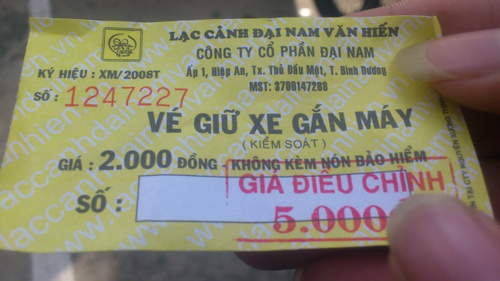 LẠC CẢNH ĐẠI NAM VĂN HIẾN
CÔNG TY CỔ PHẦN ĐẠI NAM
Ấp 1, Hiệp An, Tx. Thủ Dầu Một, T. Bình Dương
MST: 3700147288
KÝ HIỆU : XM/2008T
SỐ : 1247227
VÉ GIỮ XE GẮN MÁY
( KIỂM SOÁT )
GIÁ : 2.000 ĐỒNG - KHÔNG KÈM NÓN BẢO HIỂM
GIÁ ĐIỀU CHỈNH
SỐ :
5.000